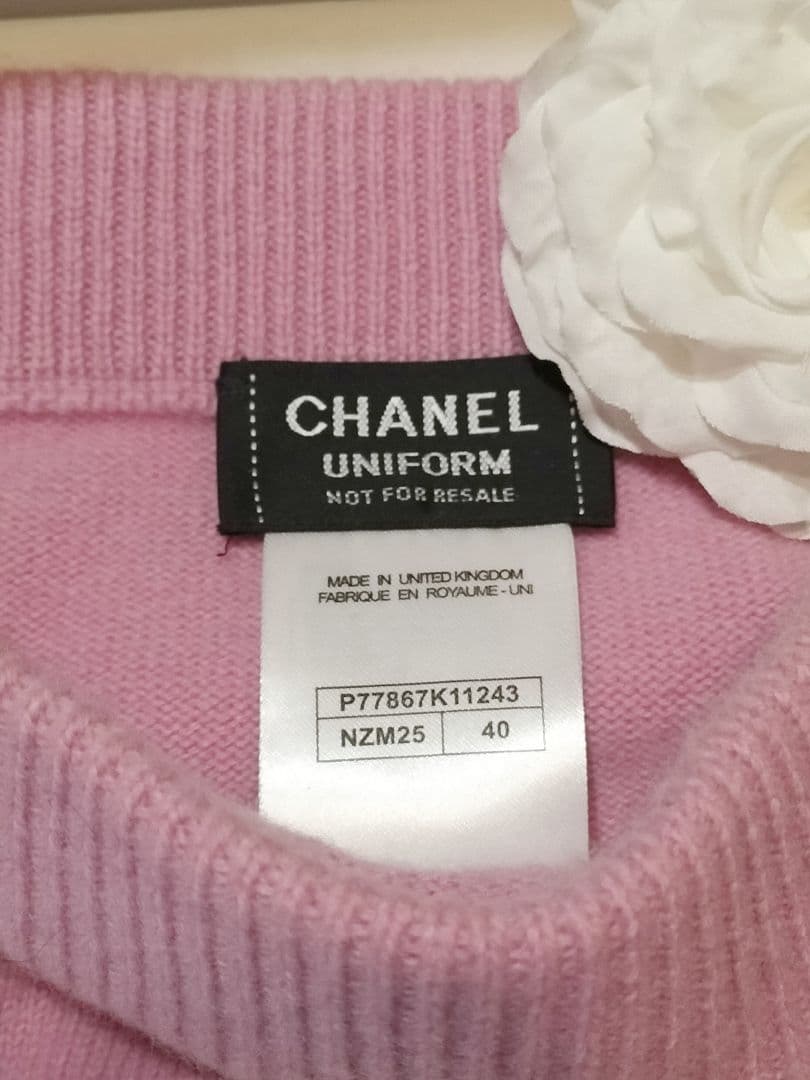 CHANEL
UNIFORM
NOT FOR RESALE
MADE IN UNITED KINGDOM
FABRIQUE EN ROYAUME - UNI
P77867K11243
NZM25 40